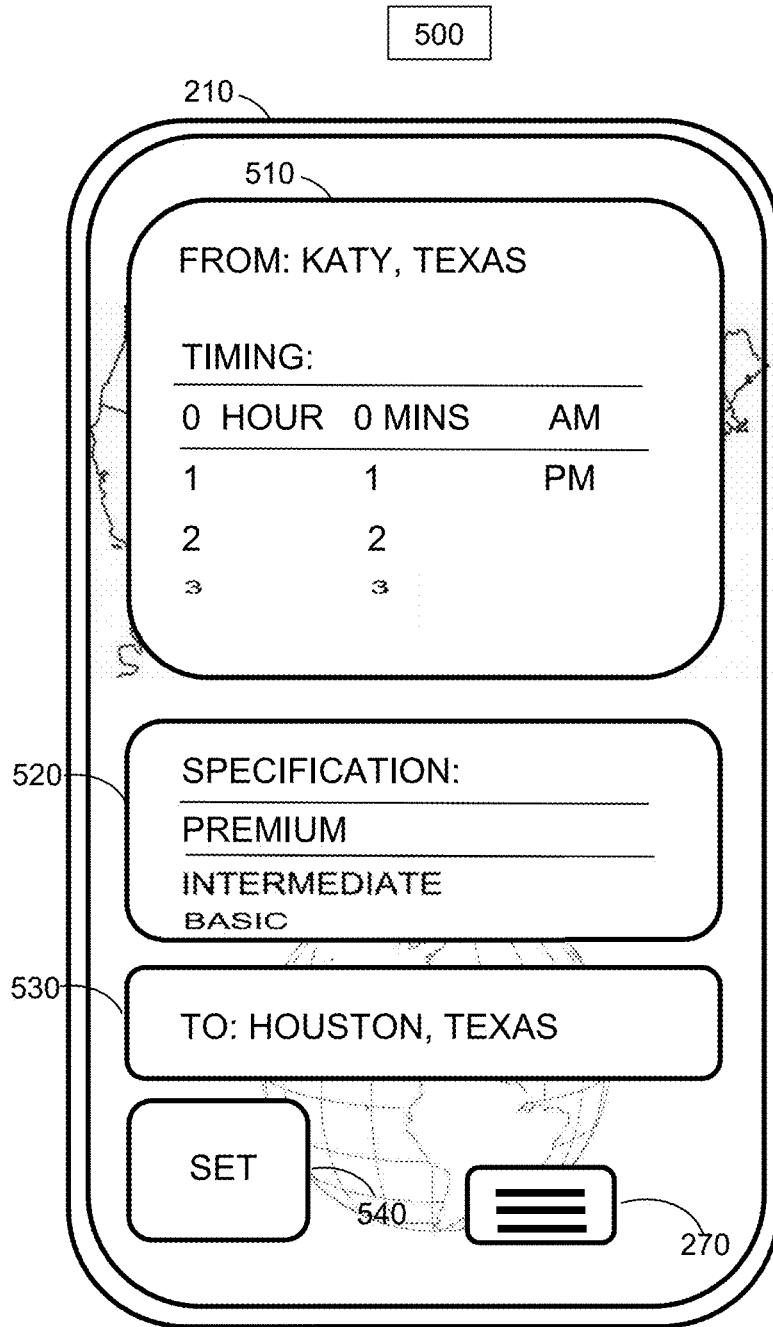 500
210
510
FROM: KATY, TEXAS
TIMING:
0 HOUR 0 MINS AM
1 1 PM
2 2
3 3
520
SPECIFICATION:
PREMIUM
INTERMEDIATE
BASIC
530
TO: HOUSTON, TEXAS
SET
540
270